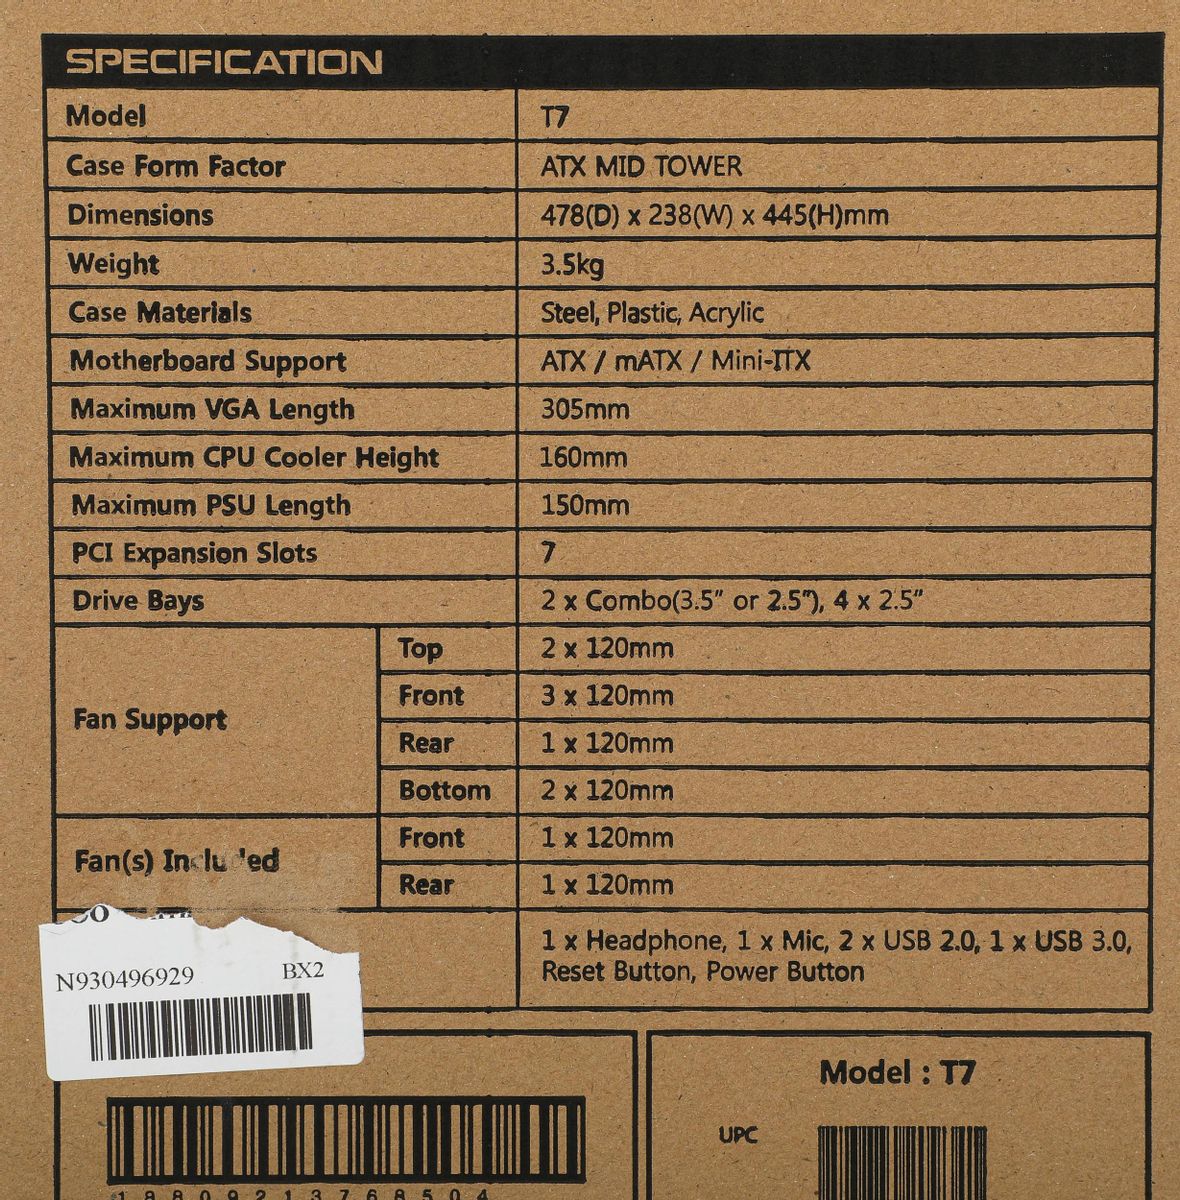 SPECIFICATION
Model T7
Case Form Factor ATX MID TOWER
Dimensions 478(D) x 238(W) x 445(H)mm
Weight 3.5kg
Case Materials Steel, Plastic, Acrylic
Motherboard Support ATX / mATX / Mini-ITX
Maximum VGA Length 305mm
Maximum CPU Cooler Height 160mm
Maximum PSU Length 150mm
PCI Expansion Slots 7
Drive Bays 2 x Combo(3.5" or 2.5"), 4 x 2.5"
Fan Support
Top 2 x 120mm
Front 3 x 120mm
Rear 1 x 120mm
Bottom 2 x 120mm
Fan(s) Included
Front 1 x 120mm
Rear 1 x 120mm
1 x Headphone, 1 x Mic, 2 x USB 2.0, 1 x USB 3.0,
Reset Button, Power Button
N930496929 BX2
Model : T7
UPC